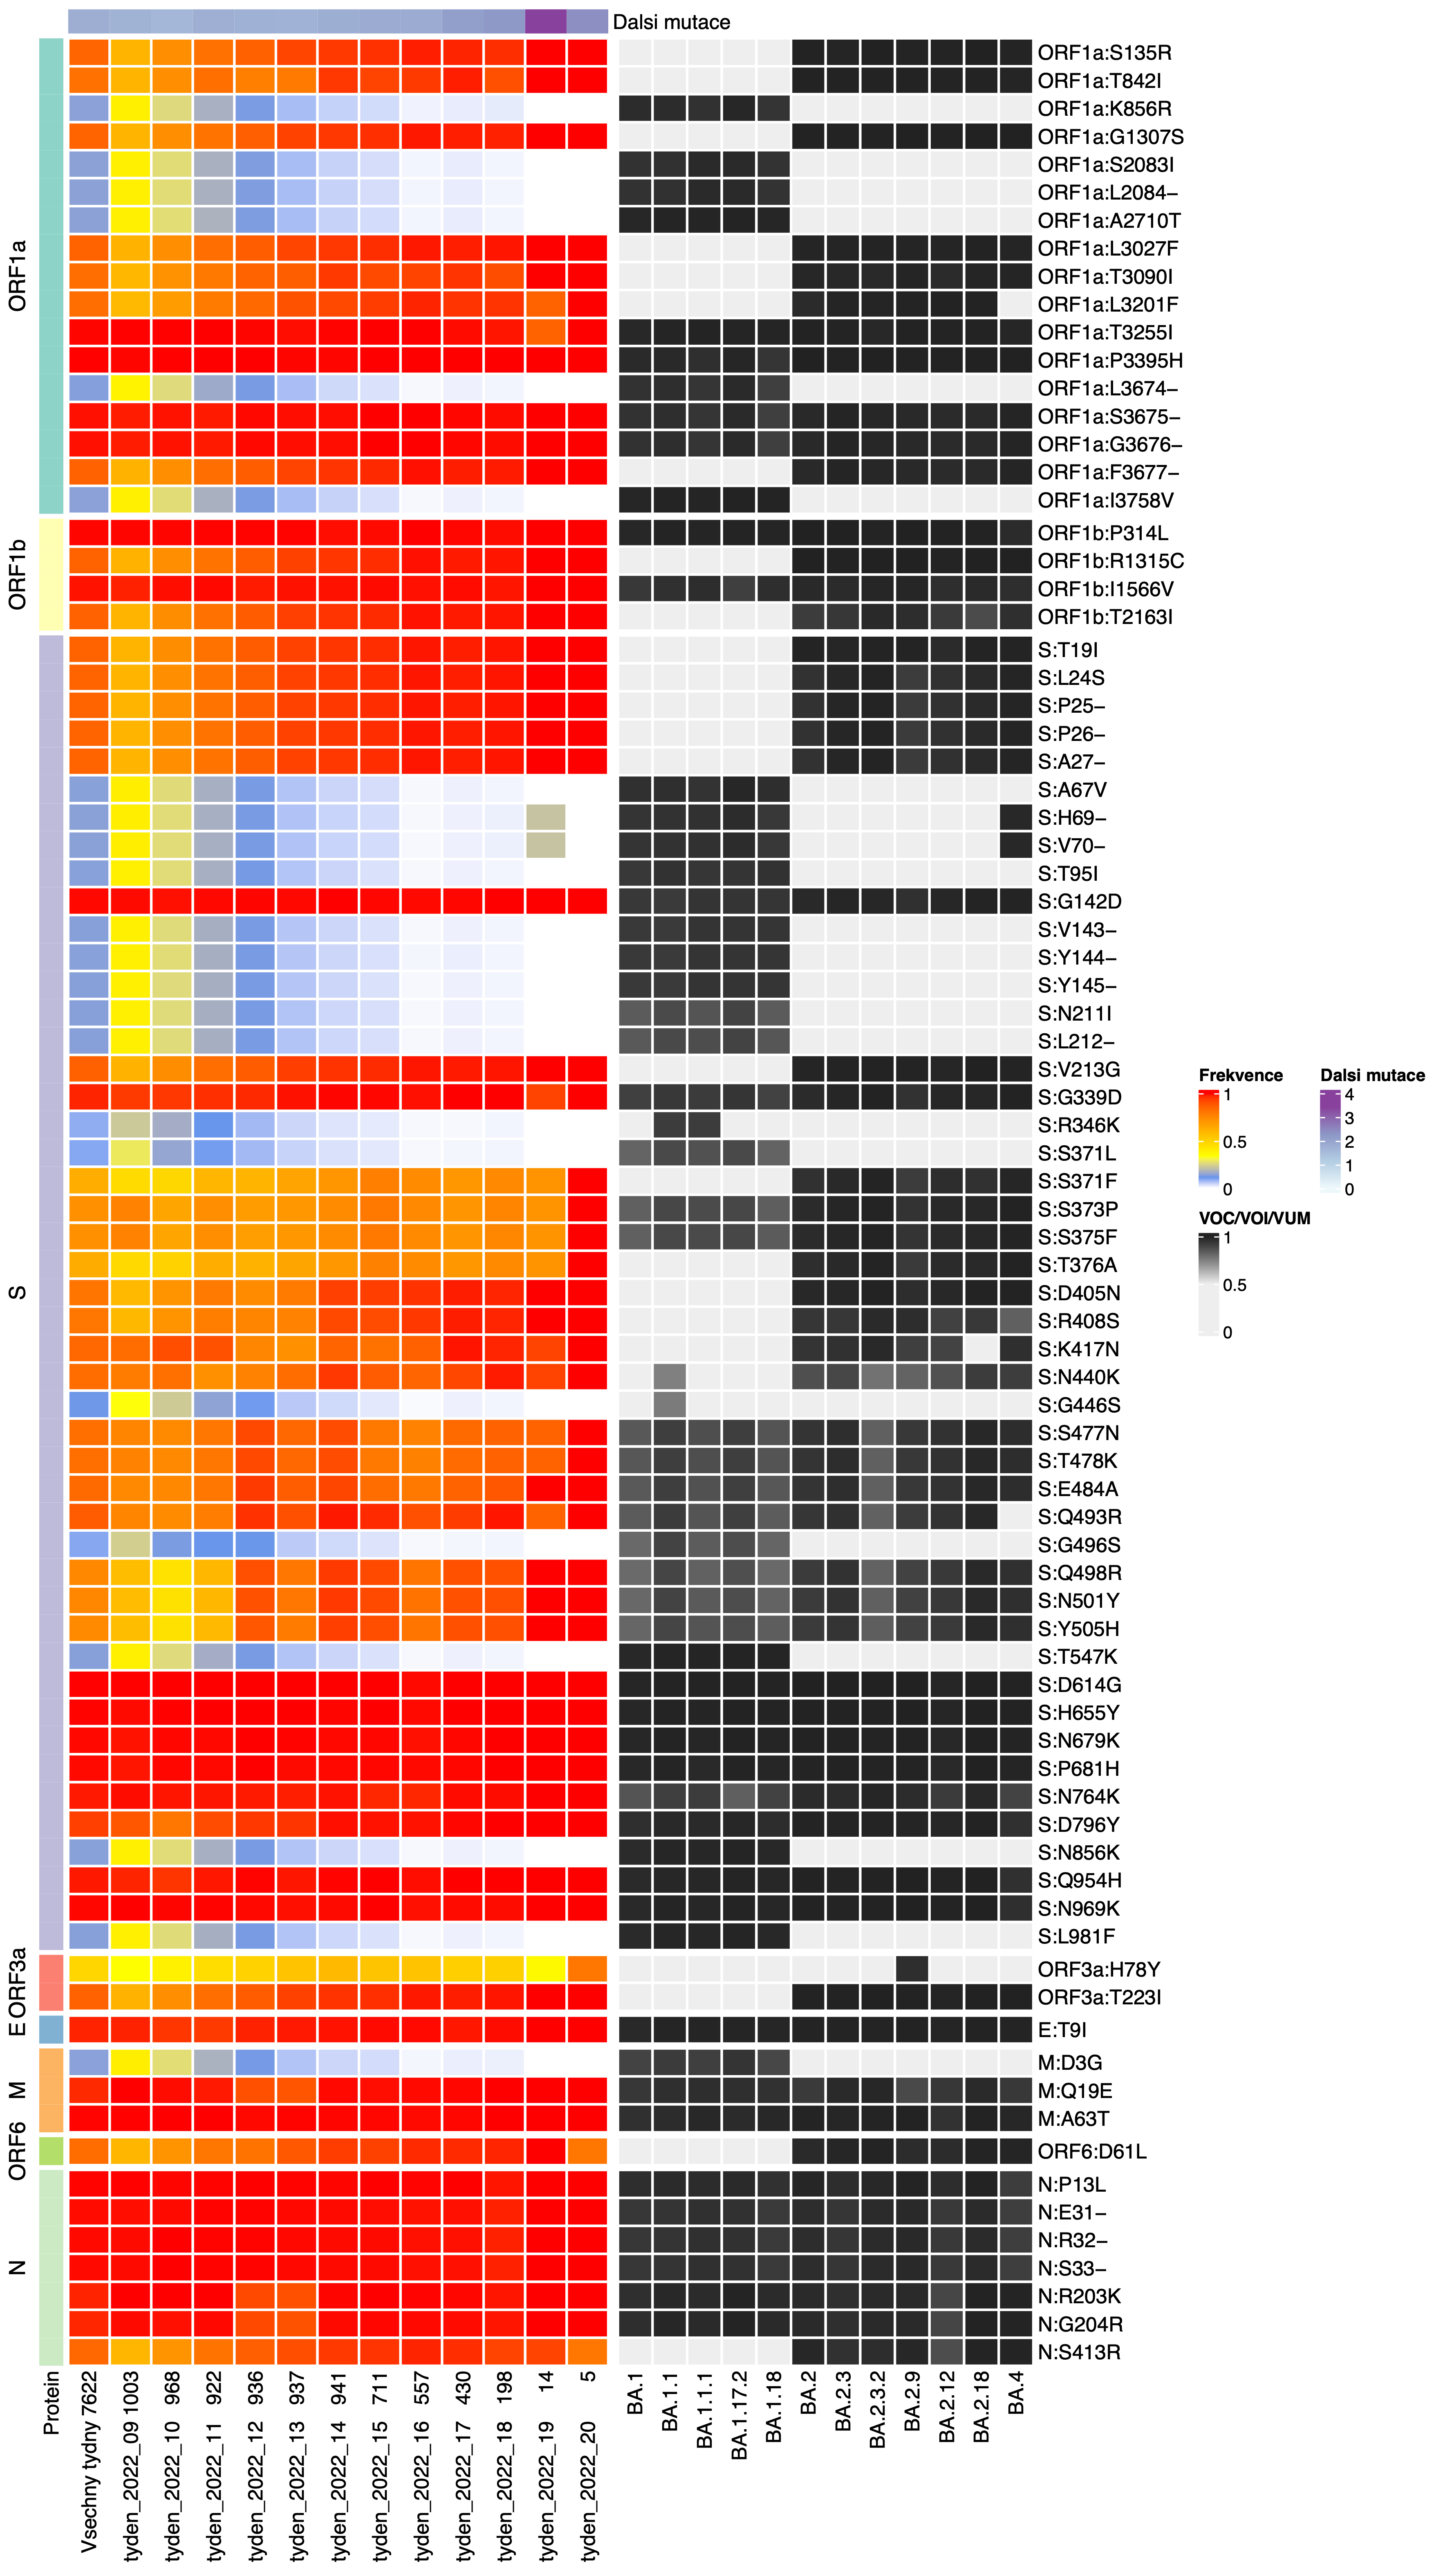 Dalsi mutace
ORF1a
ORF1a:S135R
ORF1a:T842I
ORF1a:K856R
ORF1a:G1307S
ORF1a:S2083I
ORF1a:L2084–
ORF1a:A2710T
ORF1a:L3027F
ORF1a:T3090I
ORF1a:L3201F
ORF1a:T3255I
ORF1a:P3395H
ORF1a:L3674–
ORF1a:S3675–
ORF1a:G3676–
ORF1a:F3677–
ORF1a:I3758V
ORF1b
ORF1b:P314L
ORF1b:R1315C
ORF1b:I1566V
ORF1b:T2163I
S
S:T19I
S:L24S
S:P25–
S:P26–
S:A27–
S:A67V
S:H69–
S:V70–
S:T95I
S:G142D
S:V143–
S:Y144–
S:Y145–
S:N211I
S:L212–
S:V213G
S:G339D
S:R346K
S:S371L
S:S371F
S:S373P
S:S375F
S:T376A
S:D405N
S:R408S
S:K417N
S:N440K
S:G446S
S:S477N
S:T478K
S:E484A
S:Q493R
S:G496S
S:Q498R
S:N501Y
S:Y505H
S:T547K
S:D614G
S:H655Y
S:N679K
S:P681H
S:N764K
S:D796Y
S:N856K
S:Q954H
S:N969K
S:L981F
ORF3a
ORF3a:H78Y
ORF3a:T223I
E
E:T9I
M
M:D3G
M:Q19E
M:A63T
ORF6
ORF6:D61L
N
N:P13L
N:E31–
N:R32–
N:S33–
N:R203K
N:G204R
N:S413R
Protein
Vsechny tydny 7622
tyden_2022_09 1003
tyden_2022_10 968
tyden_2022_11 922
tyden_2022_12 936
tyden_2022_13 937
tyden_2022_14 941
tyden_2022_15 711
tyden_2022_16 557
tyden_2022_17 430
tyden_2022_18 198
tyden_2022_19 14
tyden_2022_20 5
BA.1
BA.1.1
BA.1.1.1
BA.1.17.2
BA.1.18
BA.2
BA.2.3
BA.2.3.2
BA.2.9
BA.2.12
BA.2.18
BA.4
Frekvence
1
0.5
0
Dalsi mutace
4
3
2
1
0
VOC/VOI/VUM
1
0.5
0